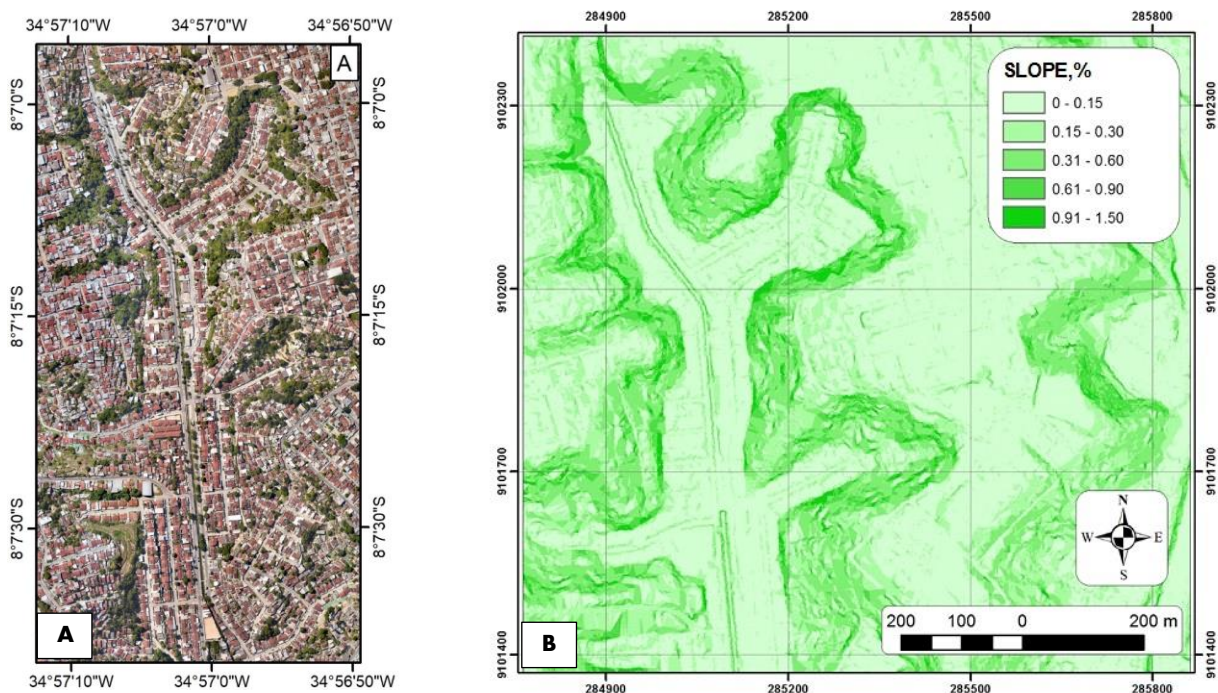 34°57'10"W 34°57'0"W 34°56'50"W
A
8°7'0"S 8°7'0"S
8°7'15"S 8°7'15"S
8°7'30"S 8°7'30"S
A
34°57'10"W 34°57'0"W 34°56'50"W
284900 285200 285500 285800
SLOPE,%
0 - 0.15
0.15 - 0.30
0.31 - 0.60
0.61 - 0.90
0.91 - 1.50
9102300 9102300
9102000 9102000
9101700 9101700
9101400 9101400
N
W E
S
200 100 0 200 m
B
284900 285200 285500 285800